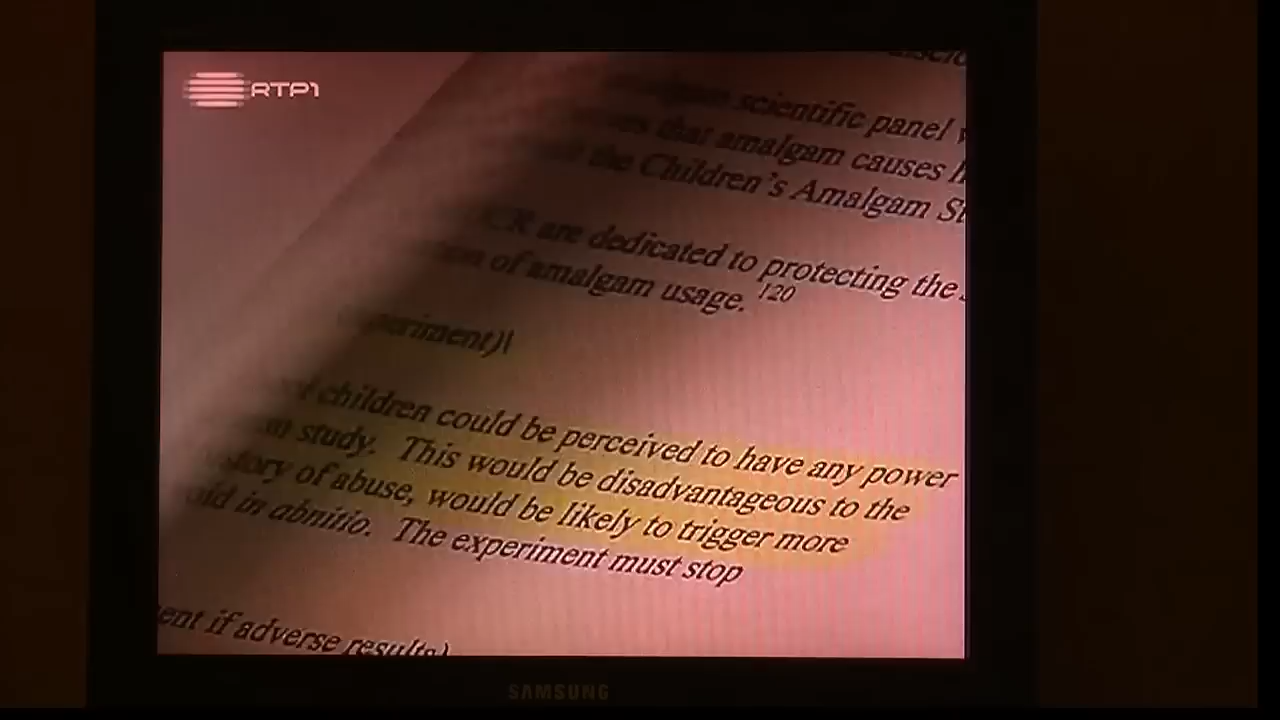 RTP1
scientific panel
that amalgam causes
the Children's Amalgam
CR are dedicated to protecting the
of amalgam usage. 120
children could be perceived to have any power
study. This would be disadvantageous to the
of abuse, would be likely to trigger more
in abnitio. The experiment must stop
if adverse results)
SAMSUNG